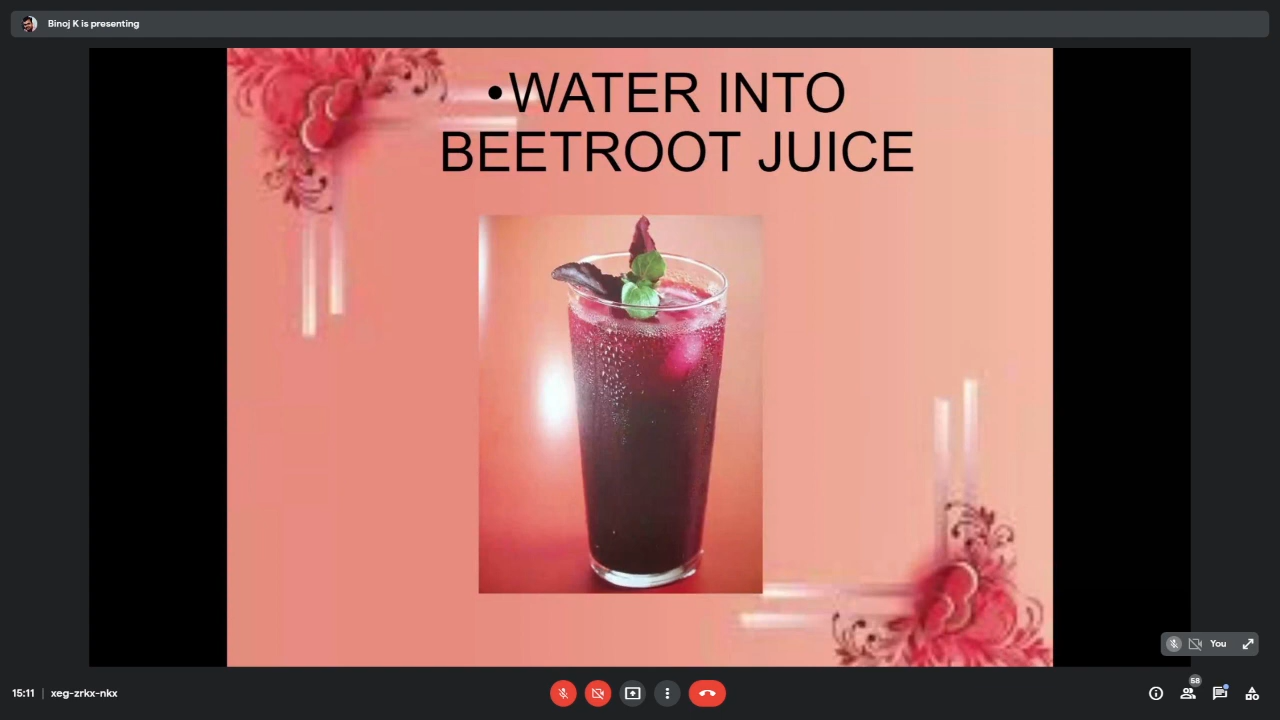 Binoj K is presenting
•WATER INTO
BEETROOT JUICE
You
58
15:11 | xeg-zrkx-nkx